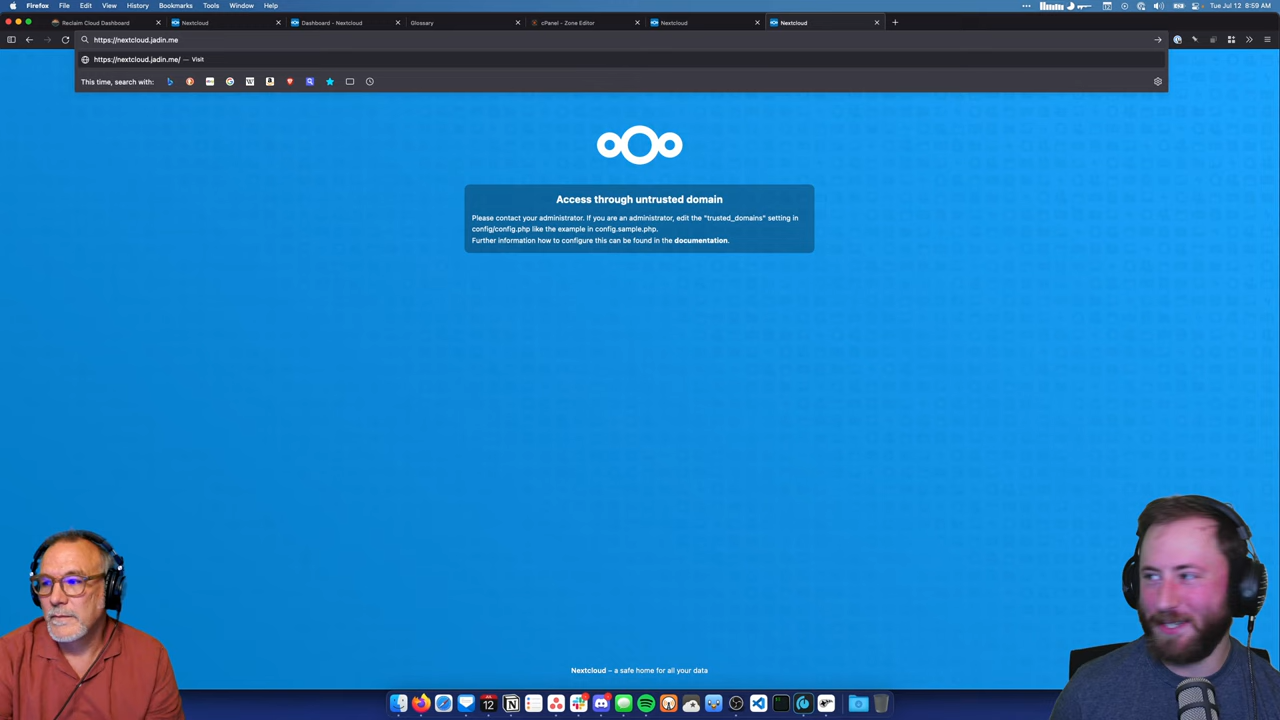 Firefox File Edit View History Bookmarks Tools Window Help
Tue Jul 12 8:59 AM
Reclaim Cloud Dashboard
Nextcloud
Dashboard - Nextcloud
Glossary
cPanel - Zone Editor
Nextcloud
Nextcloud
https://nextcloud.jadin.me
https://nextcloud.jadin.me/ — Visit
This time, search with:
Access through untrusted domain
Please contact your administrator. If you are an administrator, edit the "trusted_domains" setting in
config/config.php like the example in config.sample.php.
Further information how to configure this can be found in the documentation.
Nextcloud – a safe home for all your data